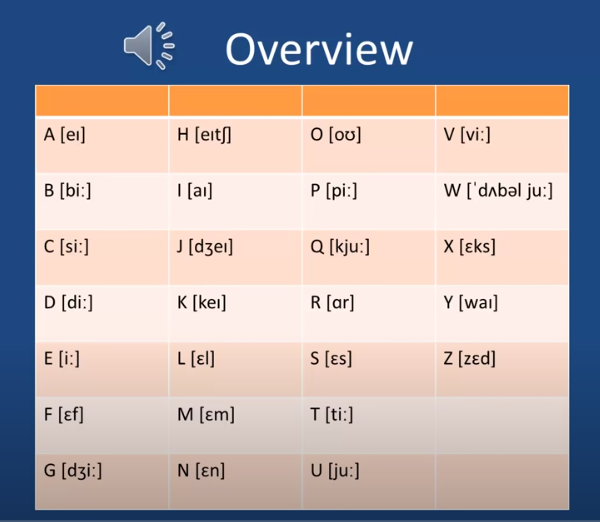 Overview
A [eɪ] H [eɪtʃ] O [oʊ] V [viː]
B [biː] I [aɪ] P [piː] W [ˈdʌbəl juː]
C [siː] J [dʒeɪ] Q [kjuː] X [ɛks]
D [diː] K [keɪ] R [ɑr] Y [waɪ]
E [iː] L [ɛl] S [ɛs] Z [zɛd]
F [ɛf] M [ɛm] T [tiː]
G [dʒiː] N [ɛn] U [juː]